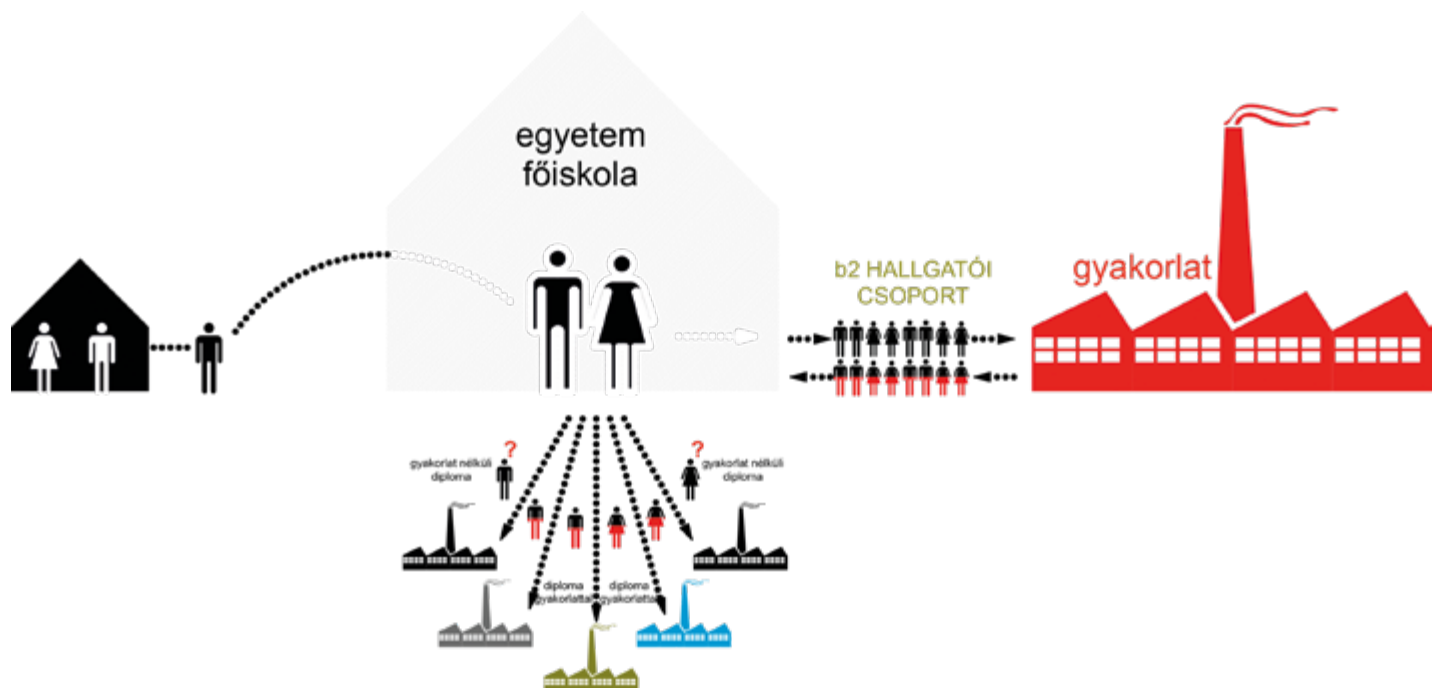 egyetem
főiskola
b2 HALLGATÓI
CSOPORT
gyakorlat
?
gyakorlat nélküli
diploma
?
gyakorlat nélküli
diploma
diploma
gyakorlattal
diploma
gyakorlattal